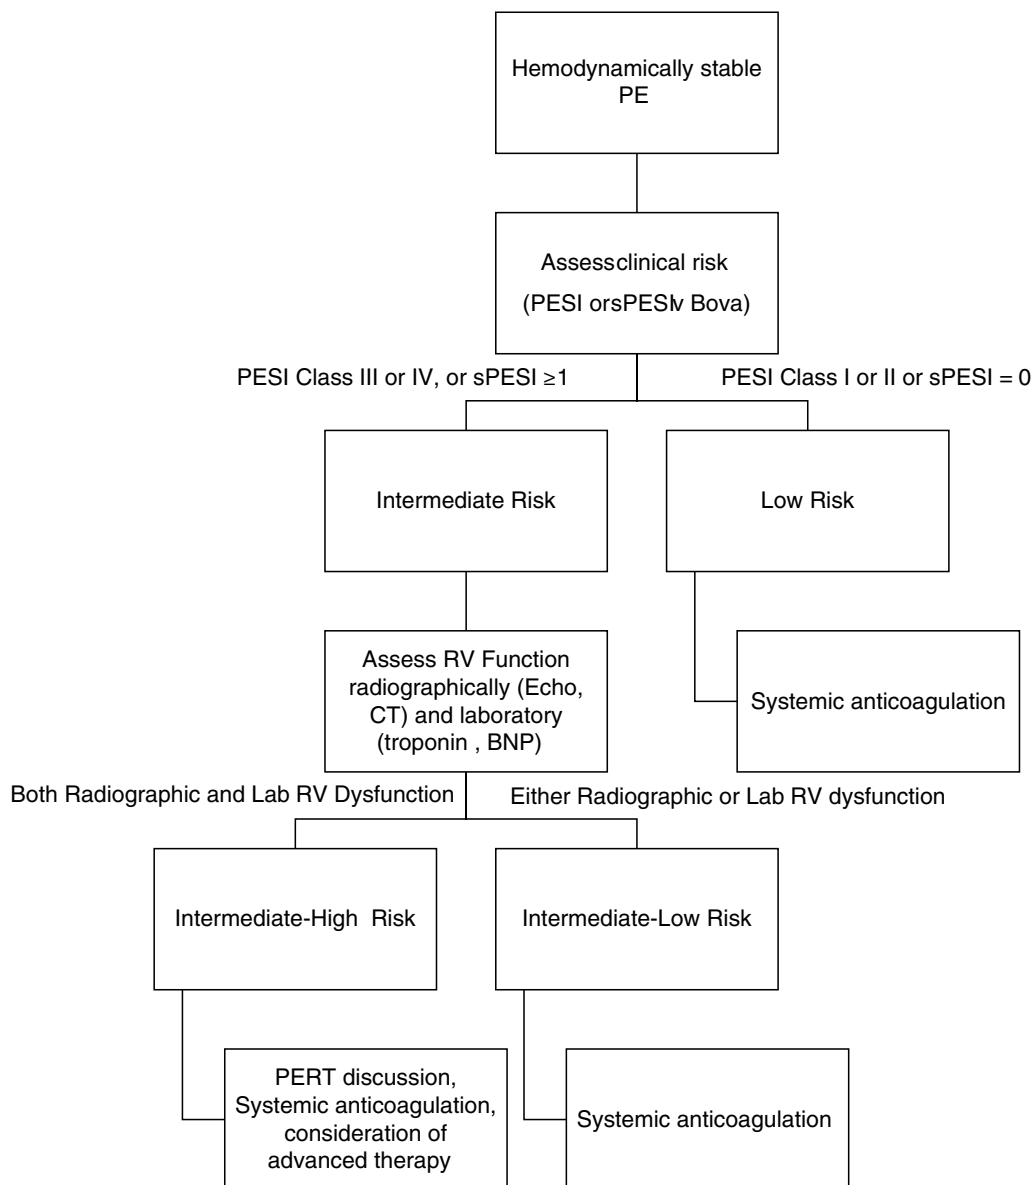 Hemodynamically stable
PE
Assessclinical risk
(PESI orsPESIv Bova)
PESI Class III or IV, or sPESI ≥1
PESI Class I or II or sPESI = 0
Intermediate Risk
Low Risk
Assess RV Function
radiographically (Echo,
CT) and laboratory
(troponin , BNP)
Systemic anticoagulation
Both Radiographic and Lab RV Dysfunction
Either Radiographic or Lab RV dysfunction
Intermediate-High Risk
Intermediate-Low Risk
PERT discussion,
Systemic anticoagulation,
consideration of
advanced therapy
Systemic anticoagulation